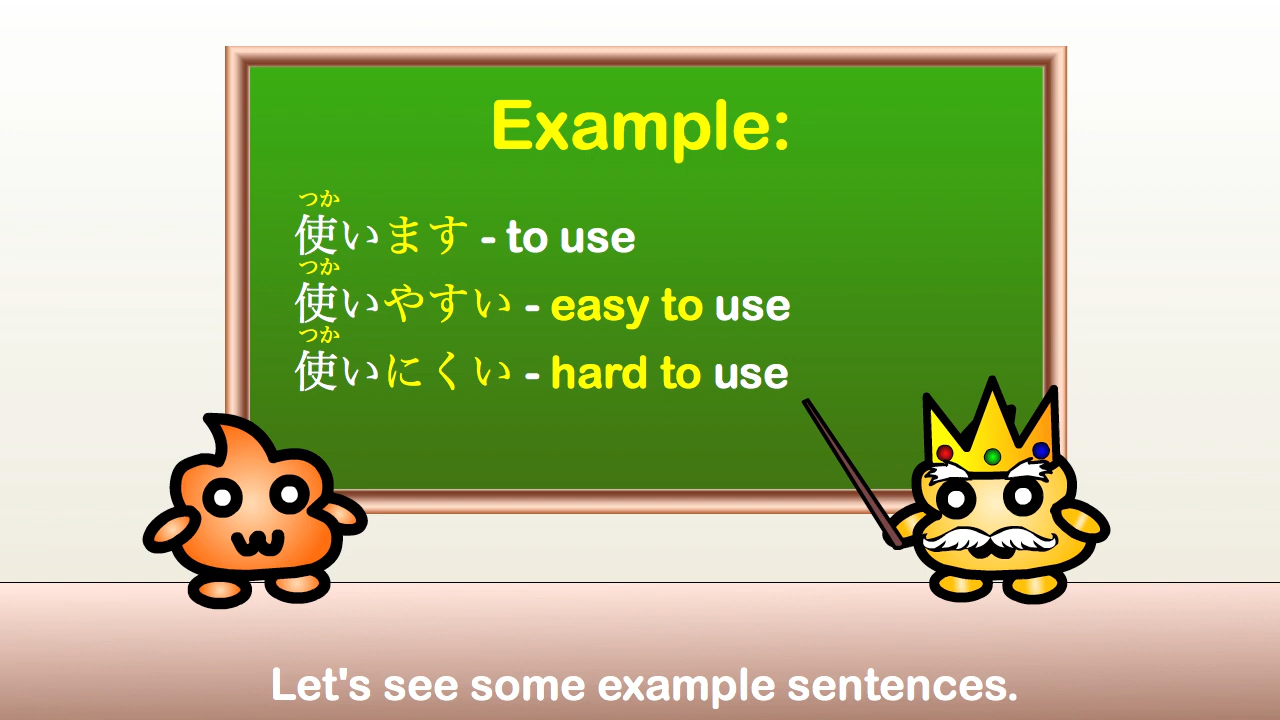 Example:
つか
使います - to use
つか
使いやすい - easy to use
つか
使いにくい - hard to use
Let's see some example sentences.